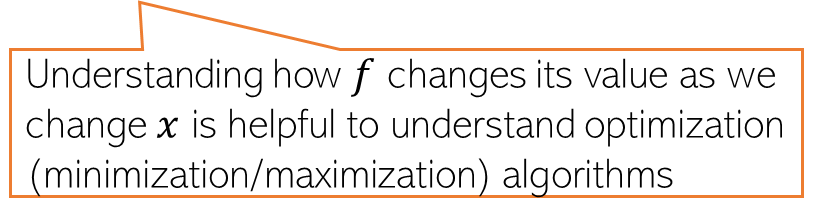 Understanding how f changes its value as we
change x is helpful to understand optimization
(minimization/maximization) algorithms